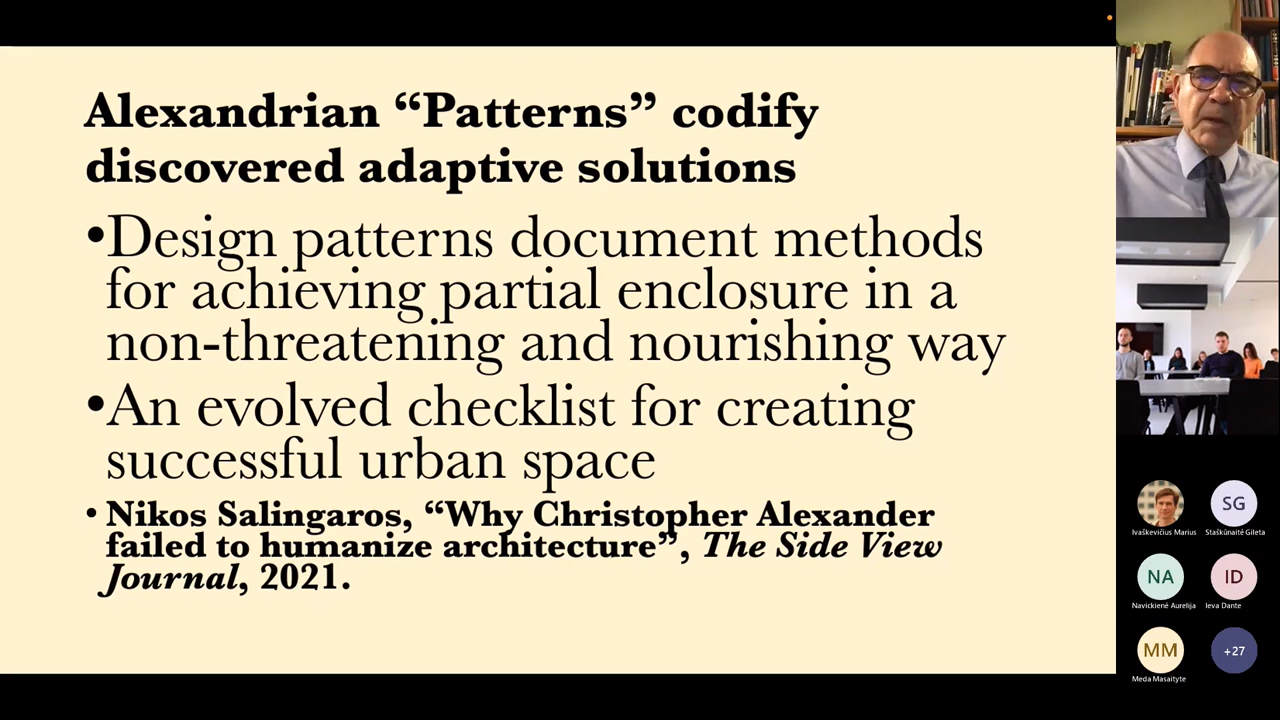 Alexandrian “Patterns” codify
discovered adaptive solutions
•Design patterns document methods
for achieving partial enclosure in a
non-threatening and nourishing way
•An evolved checklist for creating
successful urban space
• Nikos Salingaros, “Why Christopher Alexander
failed to humanize architecture”, The Side View
Journal, 2021.
SG
Ivaškevičius Marius
Staškūnaitė Gileta
NA
ID
Navickienė Aurelija
Ieva Dante
MM
+27
Meda Masaityte